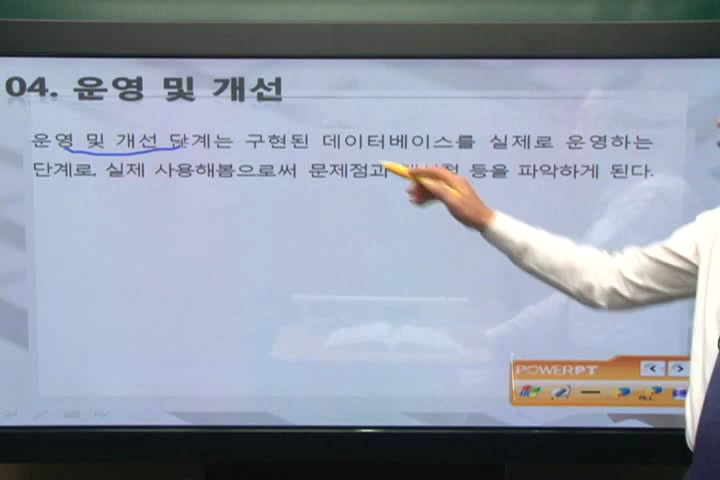 04. 운영 및 개선
운영 및 개선 단계는 구현된 데이터베이스를 실제로 운영하는
단계로, 실제 사용해봄으로써 문제점과 등을 파악하게 된다.
POWERPT
ALL